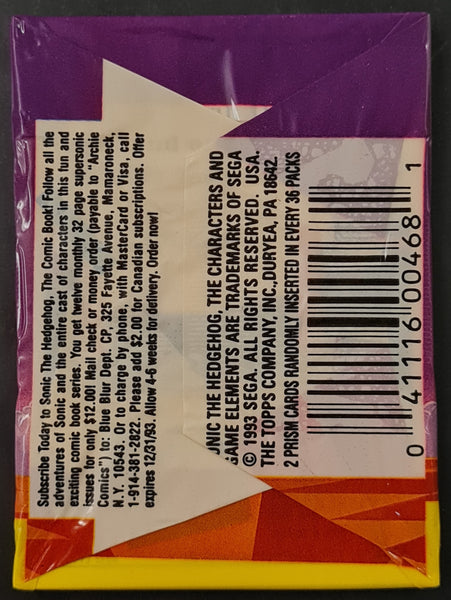 Subscribe Today to Sonic The Hedgehog, The Comic Book! Follow all the
adventures of Sonic and the entire cast of characters in this fun and
exciting comic book series. You get twelve monthly 32 page supersonic
issues for only $12.00! Mail check or money order (payable to "Archie
Comics") to: Blue Blur Dept. CP, 325 Fayette Avenue, Mamaroneck,
N.Y. 10543. Or to charge by phone, with MasterCard or Visa, call
1-914-381-2822. Please add $2.00 for Canadian subscriptions. Offer
expires 12/31/93. Allow 4-6 weeks for delivery. Order now!
ONIC THE HEDGEHOG, THE CHARACTERS AND
GAME ELEMENTS ARE TRADEMARKS OF SEGA
© 1993 SEGA. ALL RIGHTS RESERVED. USA.
THE TOPPS COMPANY, INC., DURYEA, PA 18642.
2 PRISM CARDS RANDOMLY INSERTED IN EVERY 36 PACKS
0 41116 00468 1